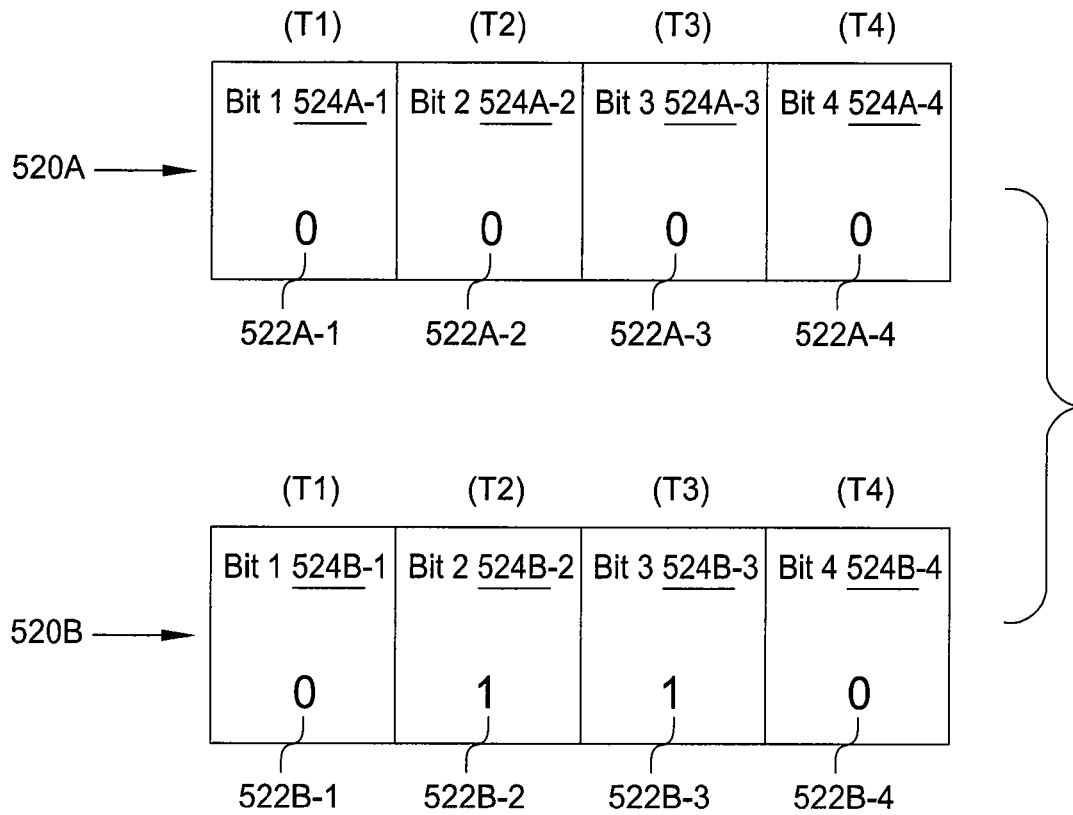 (T1) (T2) (T3) (T4)
Bit 1 524A-1 Bit 2 524A-2 Bit 3 524A-3 Bit 4 524A-4
520A
0 0 0 0
522A-1 522A-2 522A-3 522A-4
(T1) (T2) (T3) (T4)
Bit 1 524B-1 Bit 2 524B-2 Bit 3 524B-3 Bit 4 524B-4
520B
0 1 1 0
522B-1 522B-2 522B-3 522B-4